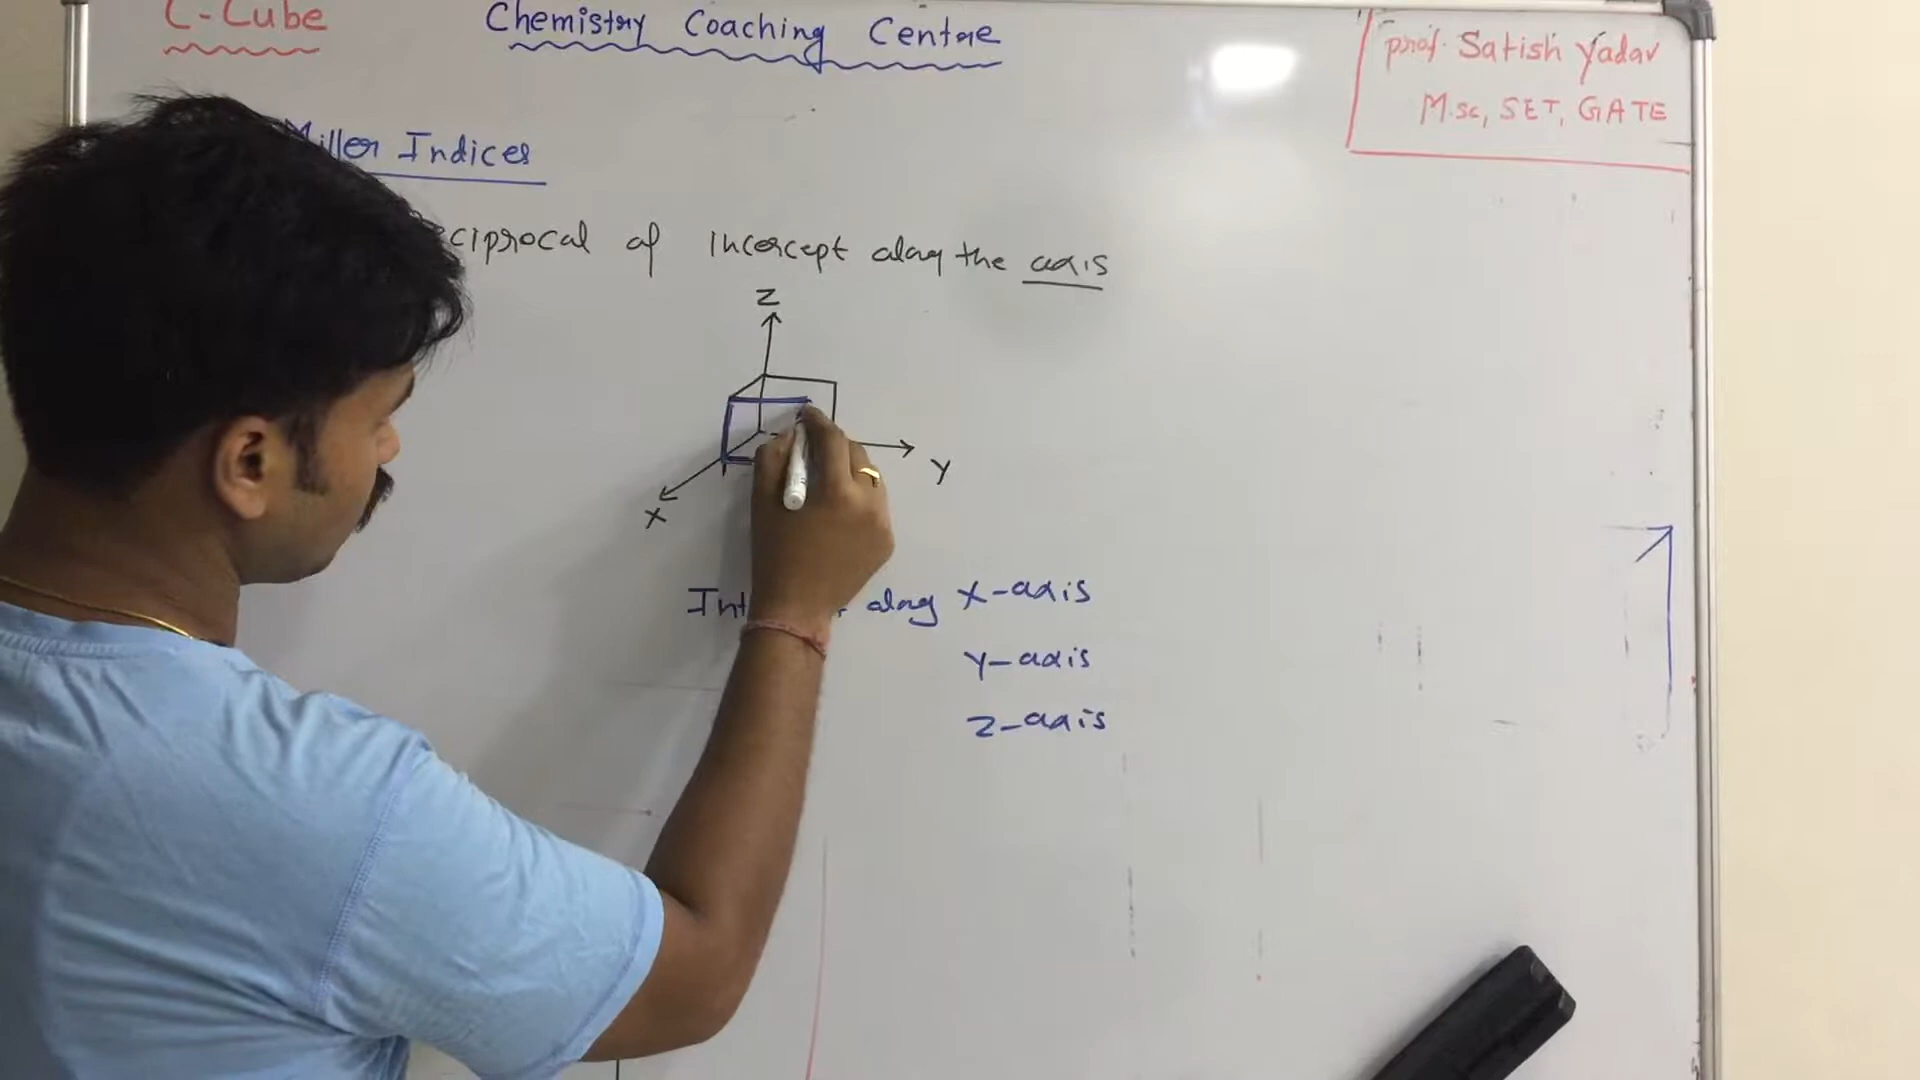 C-Cube
Chemistry Coaching Centre
prof. Satish Yadav
M.sc, SET, GATE
Miller Indices
eciprocal of intercept along the axis
Z
Y
X
along X-axis
Y-axis
Z-axis